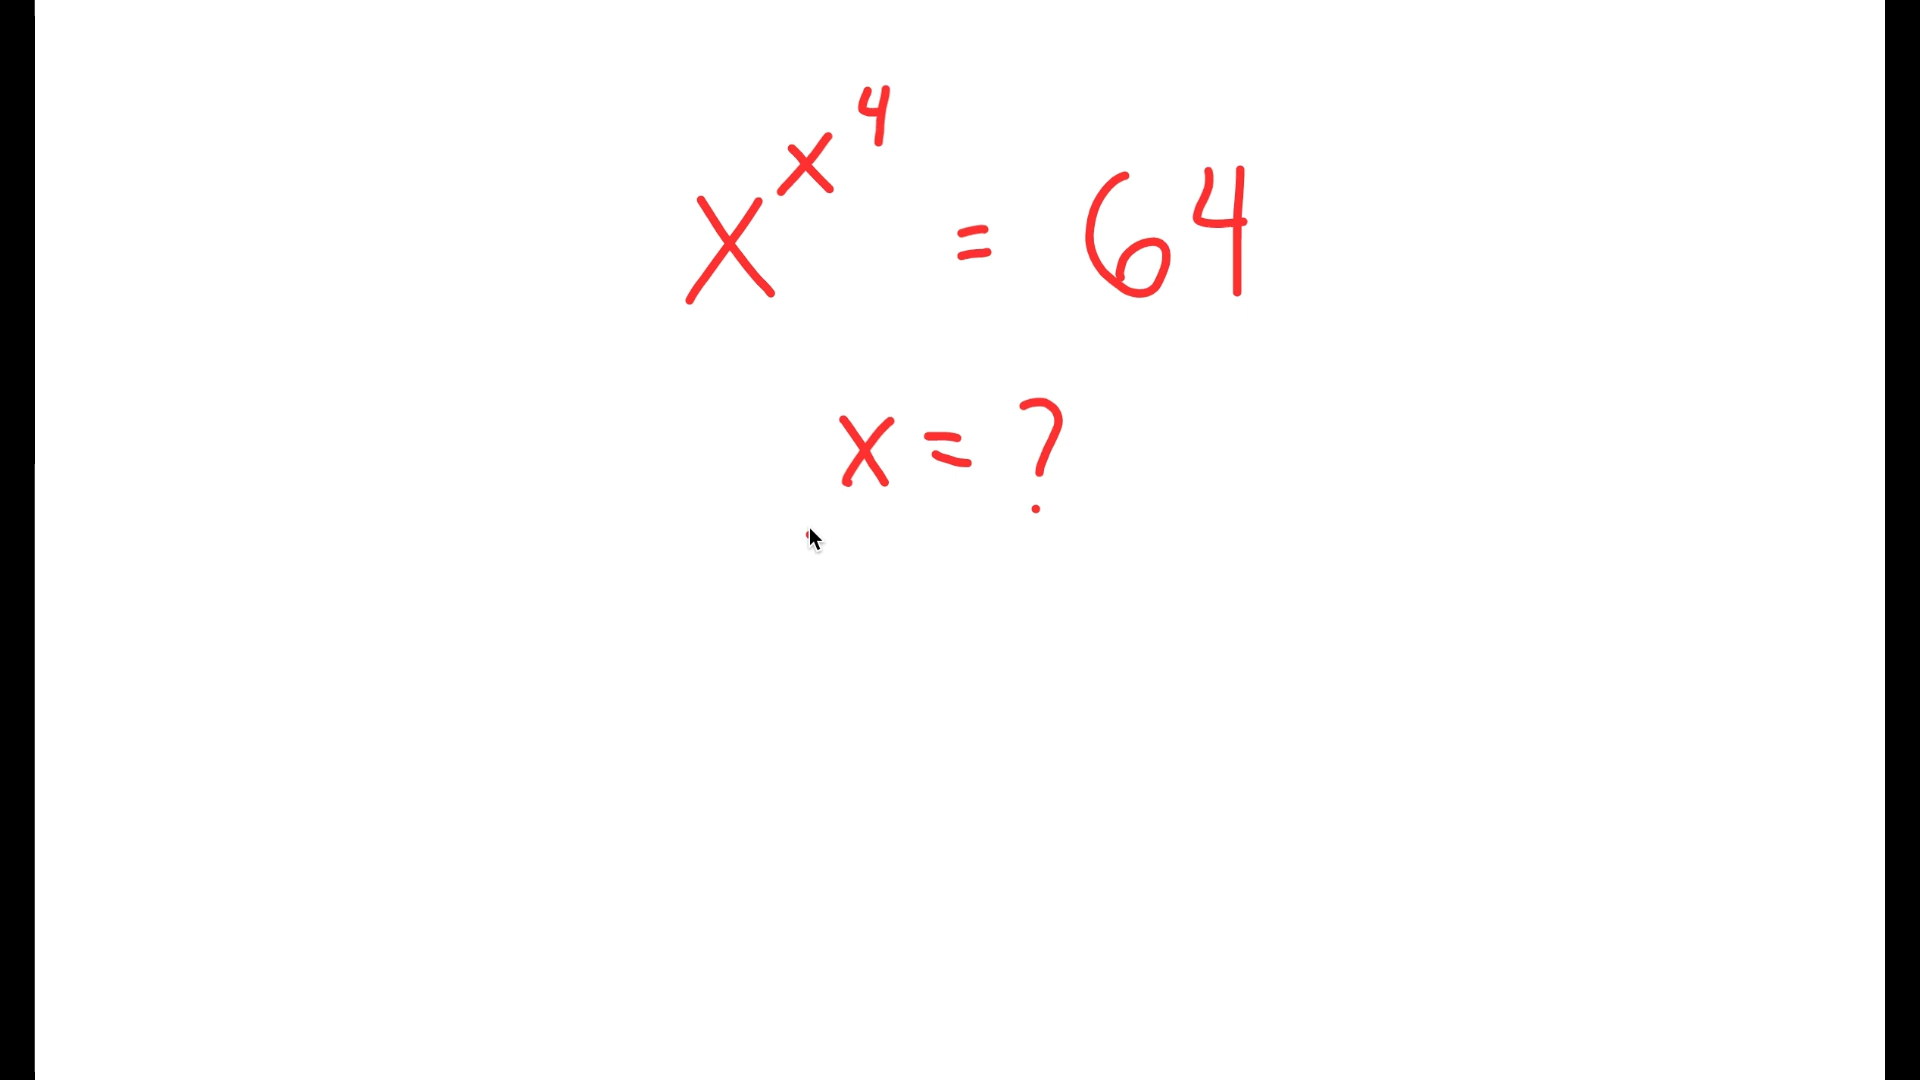 x^{x^4} = 64
x = ?